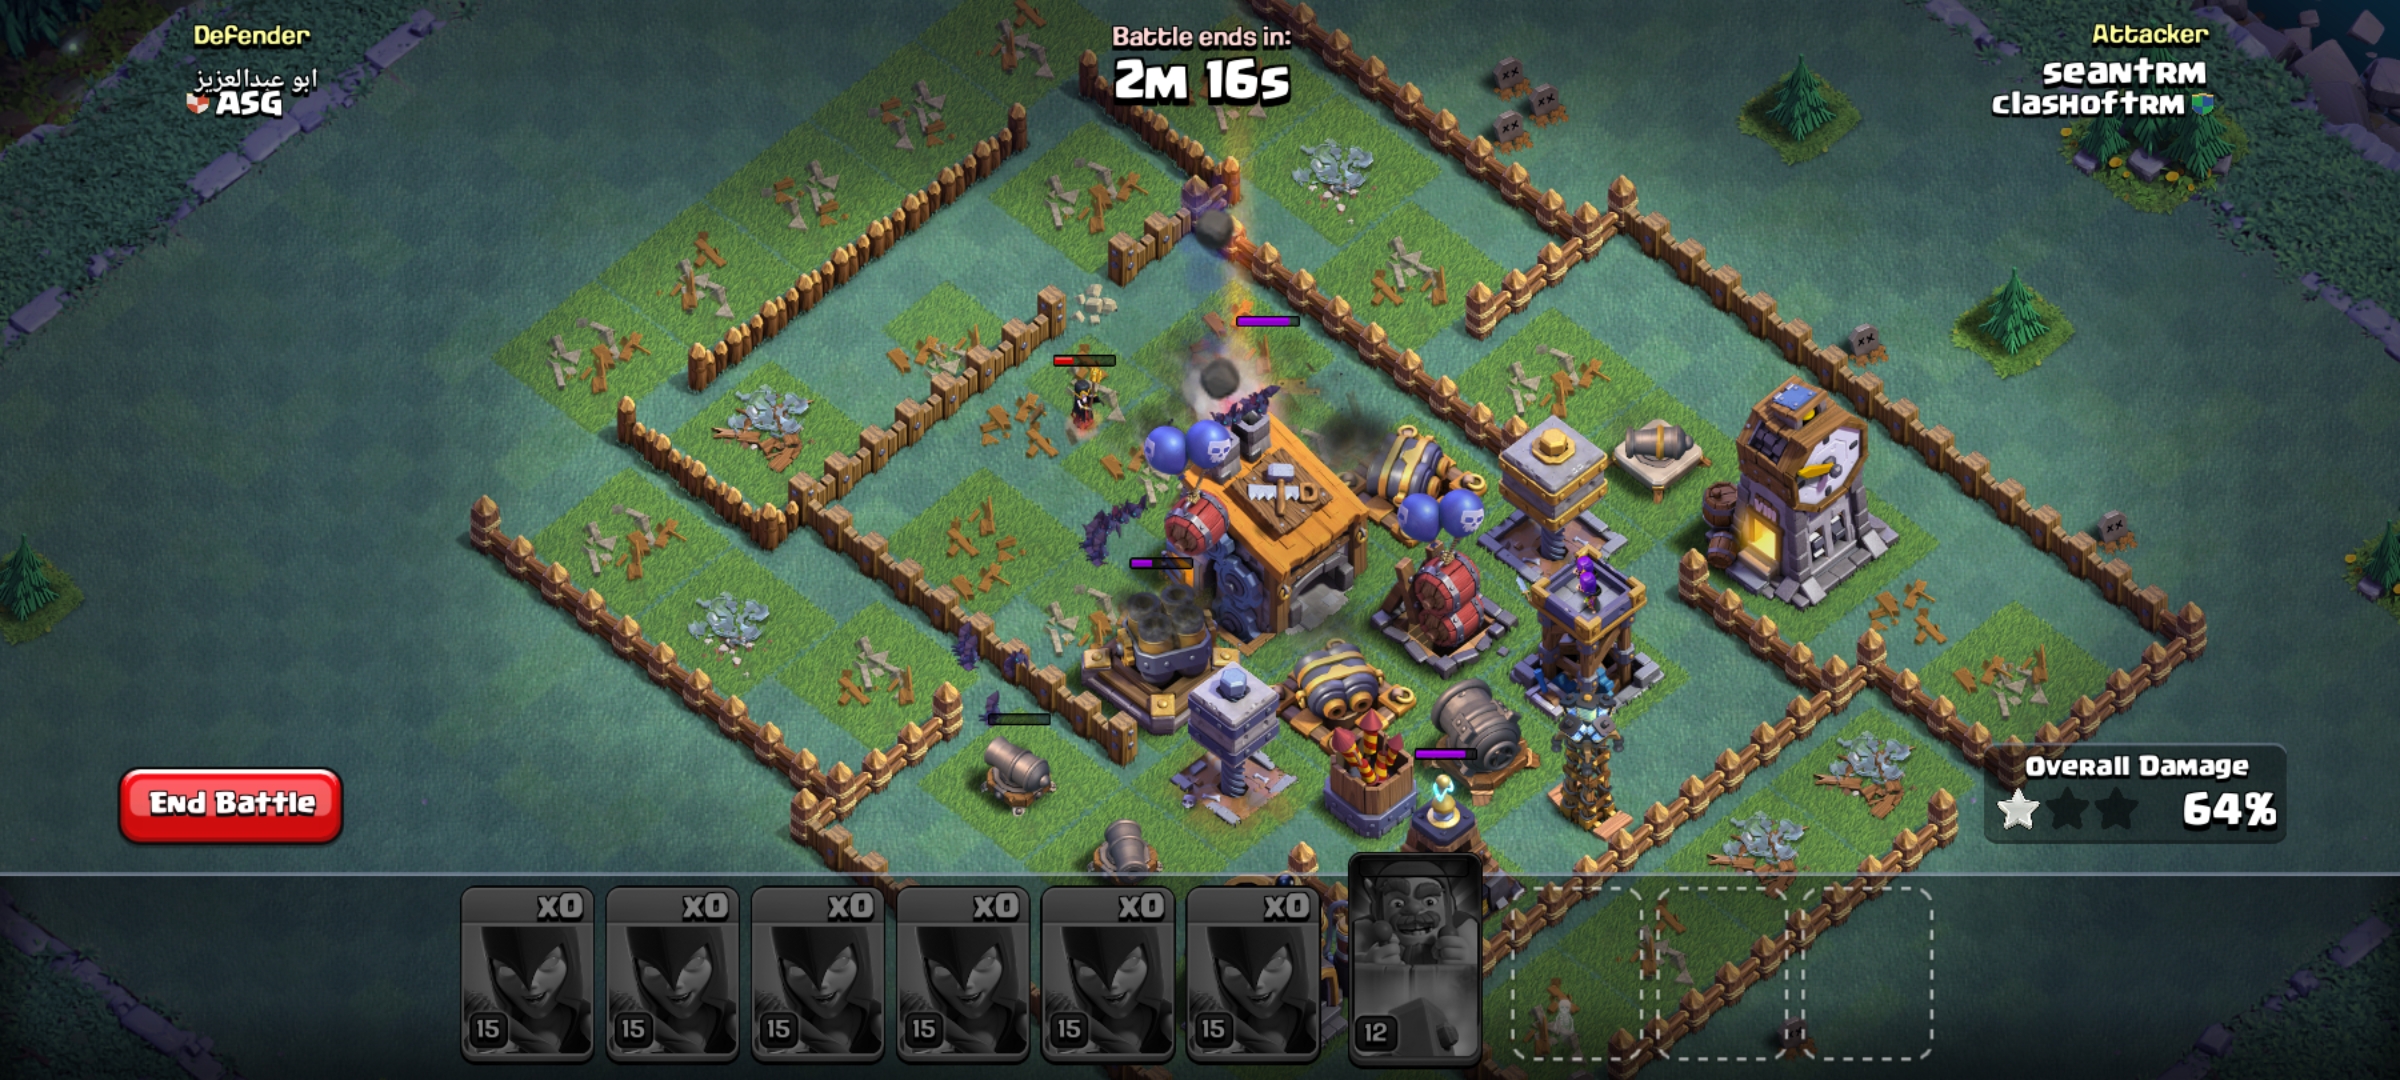 Defender
ابو عبدالعزيز
ASG
Battle ends in:
2M 16s
Attacker
seantRM
clashoftRM
VIII
End Battle
Overall Damage
64%
x0 x0 x0 x0 x0 x0
15 15 15 15 15 15 12